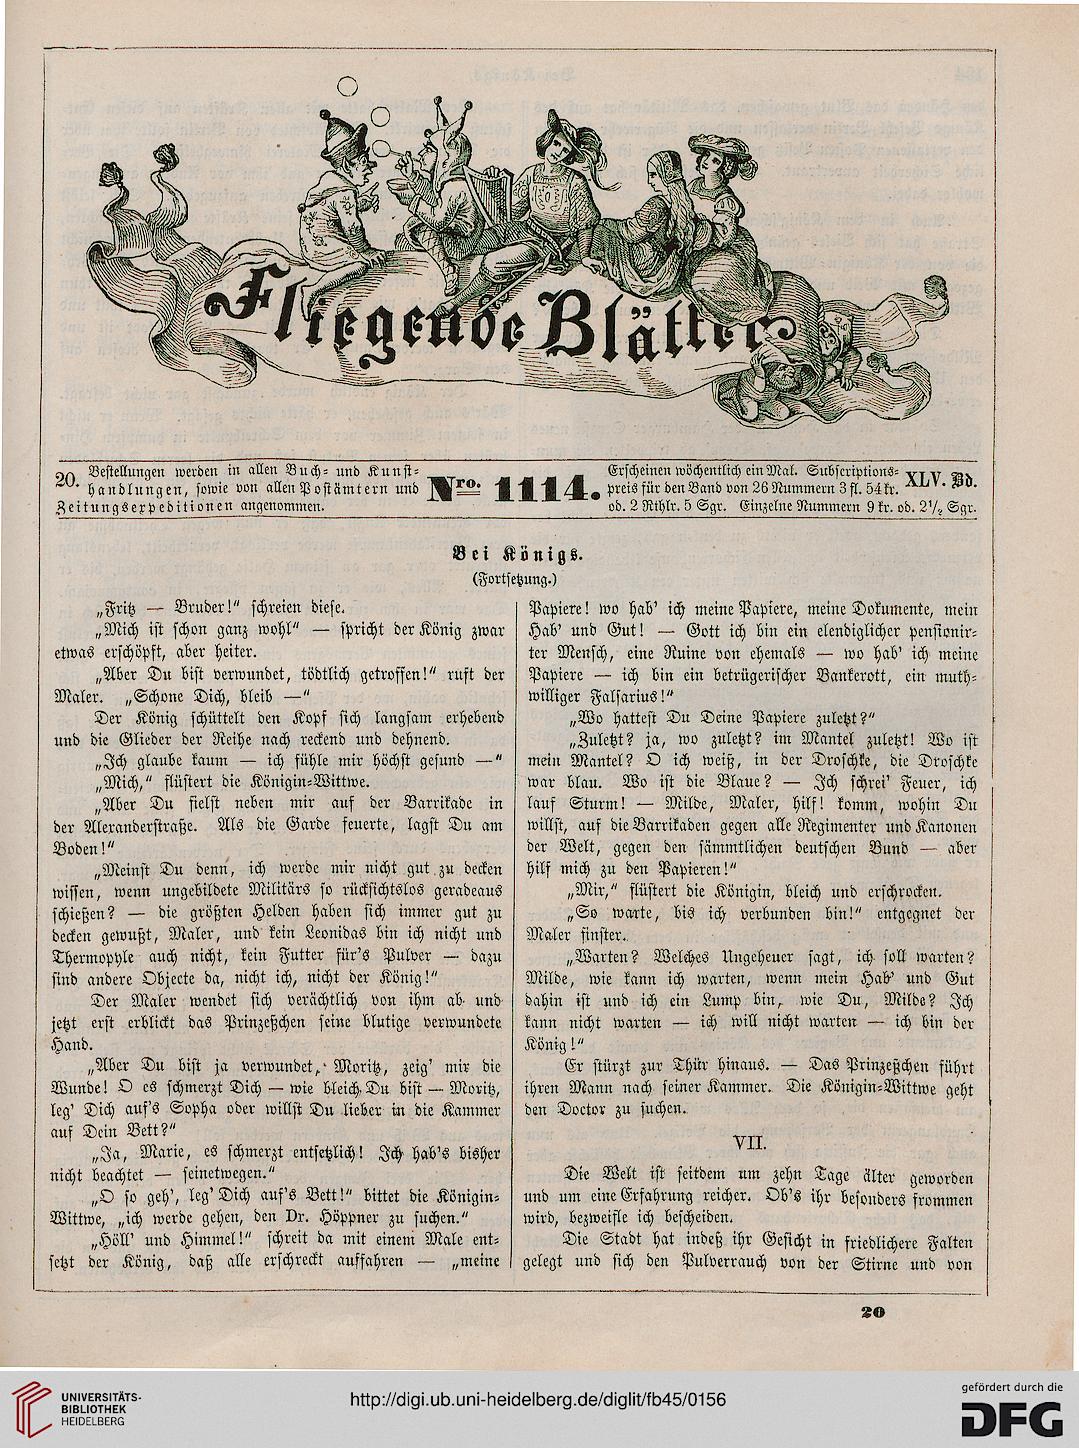 Fliegende Blätter
20.
Bestellungen werden in allen Buch- und Kunst-
handlungen, sowie von allen Postämtern und
Zeitungsexpeditionen angenommen.
Nro. 1114.
Erscheinen wöchentlich ein Mal. Subscriptions-
preis für den Band von 26 Nummern 3 fl. 54 kr.
od. 2 Rthlr. 5 Sgr. Einzelne Nummern 9 kr. od. 2½ Sgr.
XLV. Bd.
Bei Königs.
(Fortsetzung.)
„Fritz — Bruder!“ schreien diese.
„Mich ist schon ganz wohl“ — spricht der König zwar
etwas erschöpft, aber heiter.
„Aber Du bist verwundet, tödtlich getroffen!“ ruft der
Maler. „Schone Dich, bleib —“
Der König schüttelt den Kopf sich langsam erhebend
und die Glieder der Reihe nach reckend und dehnend.
„Ich glaube kaum — ich fühle mir höchst gesund —“
„Mich,“ flüstert die Königin-Wittwe.
„Aber Du fielst neben mir auf der Barrikade in
der Alexanderstraße. Als die Garde feuerte, lagst Du am
Boden!“
„Meinst Du denn, ich werde mir nicht gut zu decken
wissen, wenn ungebildete Militärs so rücksichtslos geradeaus
schießen? — die größten Helden haben sich immer gut zu
decken gewußt, Maler, und kein Leonidas bin ich nicht und
Thermopyle auch nicht, kein Futter für's Pulver — dazu
sind andere Objecte da, nicht ich, nicht der König!“
Der Maler wendet sich verächtlich von ihm ab und
jetzt erst erblickt das Prinzeßchen seine blutige verwundete
Hand.
„Aber Du bist ja verwundet, Moritz, zeig' mir die
Wunde! O es schmerzt Dich — wie bleich Du bist — Moritz,
leg' Dich auf's Sopha oder willst Du lieber in die Kammer
auf Dein Bett?“
„Ja, Marie, es schmerzt entsetzlich! Ich hab's bisher
nicht beachtet — seinetwegen.“
„O so geh', leg' Dich auf's Bett!“ bittet die Königin-
Wittwe, „ich werde gehen, den Dr. Höppner zu suchen.“
„Höll' und Himmel!“ schreit da mit einem Male ent-
setzt der König, daß alle erschreckt auffahren — „meine
Papiere! wo hab' ich meine Papiere, meine Dokumente, mein
Hab' und Gut! — Gott ich bin ein elendiglicher pensionir-
ter Mensch, eine Ruine von ehemals — wo hab' ich meine
Papiere — ich bin ein betrügerischer Bankerott, ein muth-
williger Falsarius!“
„Wo hattest Du Deine Papiere zuletzt?“
„Zuletzt? ja, wo zuletzt? im Mantel zuletzt! Wo ist
mein Mantel? O ich weiß, in der Droschke, die Droschke
war blau. Wo ist die Blaue? — Ich schrei' Feuer, ich
lauf Sturm! — Milde, Maler, hilf! komm, wohin Du
willst, auf die Barrikaden gegen alle Regimenter und Kanonen
der Welt, gegen den sämmtlichen deutschen Bund — aber
hilf mich zu den Papieren!“
„Mir,“ flüstert die Königin, bleich und erschrocken.
„So warte, bis ich verbunden bin!“ entgegnet der
Maler finster.
„Warten? Welches Ungeheuer sagt, ich soll warten?
Milde, wie kann ich warten, wenn mein Hab' und Gut
dahin ist und ich ein Lump bin, wie Du, Milde? Ich
kann nicht warten — ich will nicht warten — ich bin der
König!“
Er stürzt zur Thür hinaus. — Das Prinzeßchen führt
ihren Mann nach seiner Kammer. Die Königin-Wittwe geht
den Doctor zu suchen.
VII.
Die Welt ist seitdem um zehn Tage älter geworden
und um eine Erfahrung reicher. Ob's ihr besonders frommen
wird, bezweifle ich bescheiden.
Die Stadt hat indeß ihr Gesicht in friedlichere Falten
gelegt und sich den Pulverrauch von der Stirne und von
20
UNIVERSITÄTS-
BIBLIOTHEK
HEIDELBERG
http://digi.ub.uni-heidelberg.de/diglit/fb45/0156
gefördert durch die
DFG